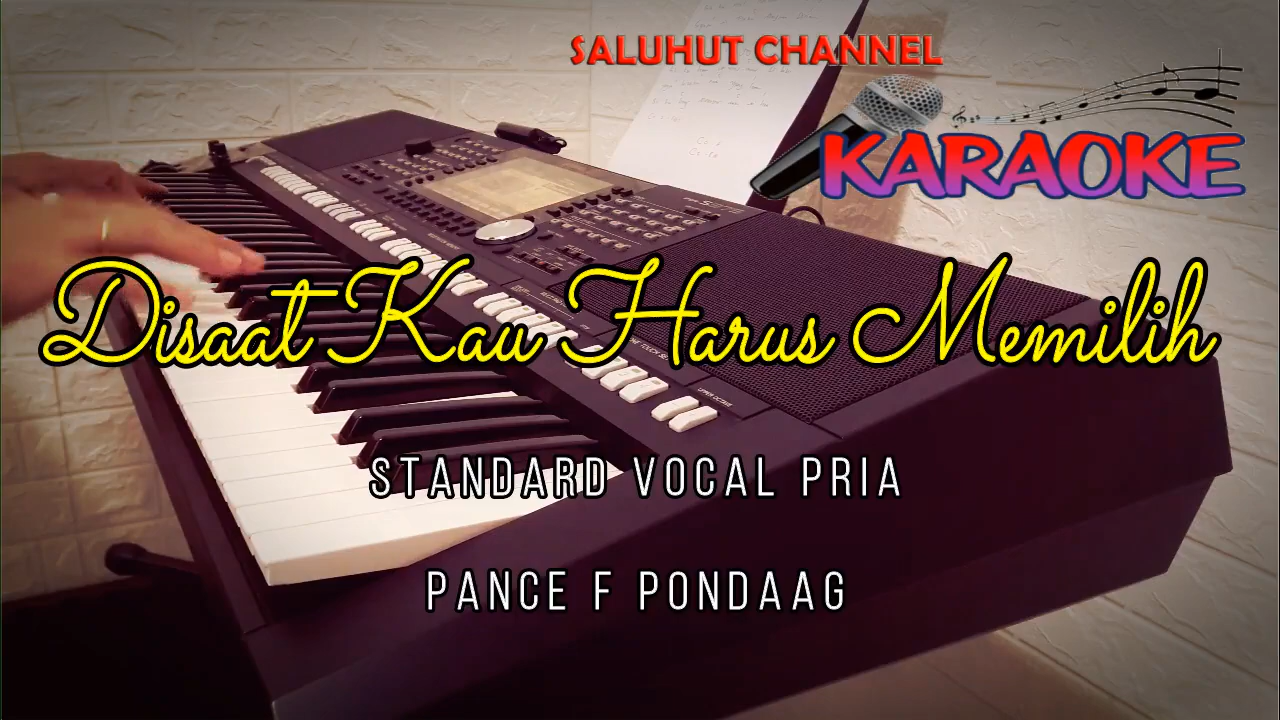 SALUHUT CHANNEL
KARAOKE
Disaat Kau Harus Memilih
STANDARD VOCAL PRIA
PANCE F PONDAAG